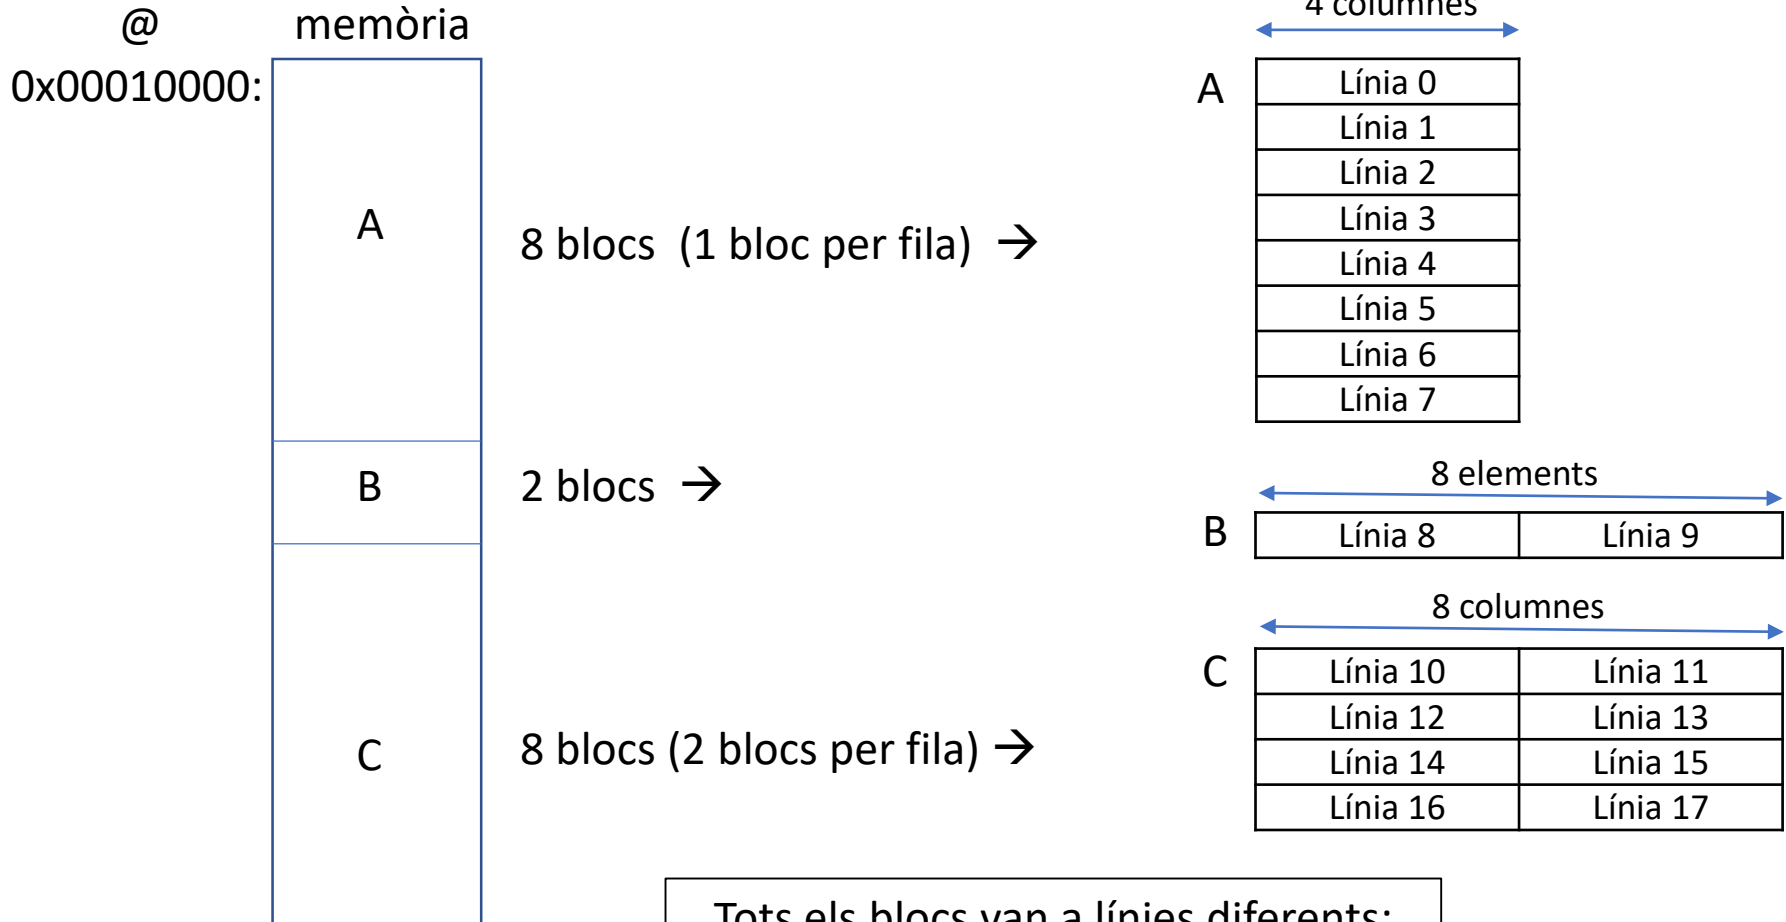 @ memòria
0x00010000:
A
8 blocs (1 bloc per fila) →
4 columnes
A
Línia 0
Línia 1
Línia 2
Línia 3
Línia 4
Línia 5
Línia 6
Línia 7
B
2 blocs →
8 elements
B
Línia 8 Línia 9
C
8 blocs (2 blocs per fila) →
8 columnes
C
Línia 10 Línia 11
Línia 12 Línia 13
Línia 14 Línia 15
Línia 16 Línia 17
Tots els blocs van a línies diferents: